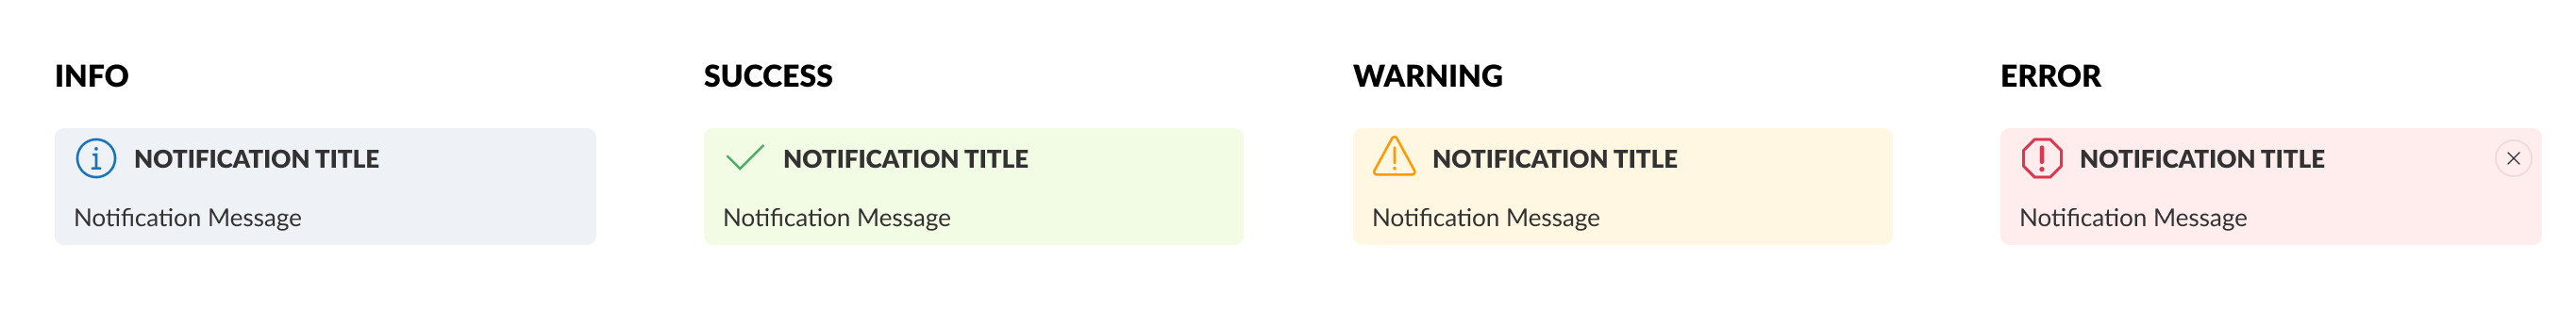 INFO
NOTIFICATION TITLE
Notification Message
SUCCESS
NOTIFICATION TITLE
Notification Message
WARNING
NOTIFICATION TITLE
Notification Message
ERROR
NOTIFICATION TITLE
Notification Message